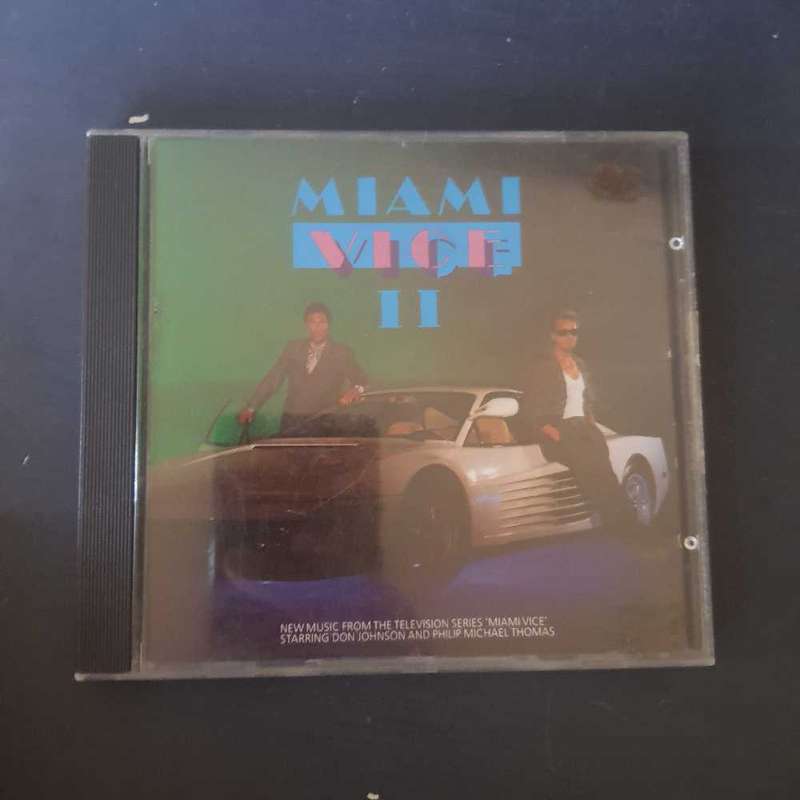 MIAMI
VICE
II
NEW MUSIC FROM THE TELEVISION SERIES 'MIAMI VICE'
STARRING DON JOHNSON AND PHILIP MICHAEL THOMAS